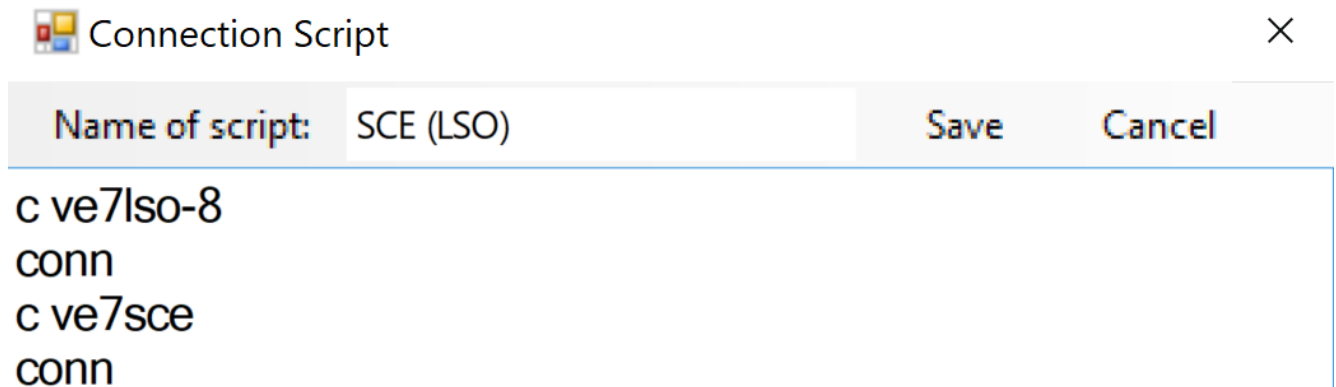 Connection Script
Name of script: SCE (LSO) Save Cancel
c ve7lso-8
conn
c ve7sce
conn